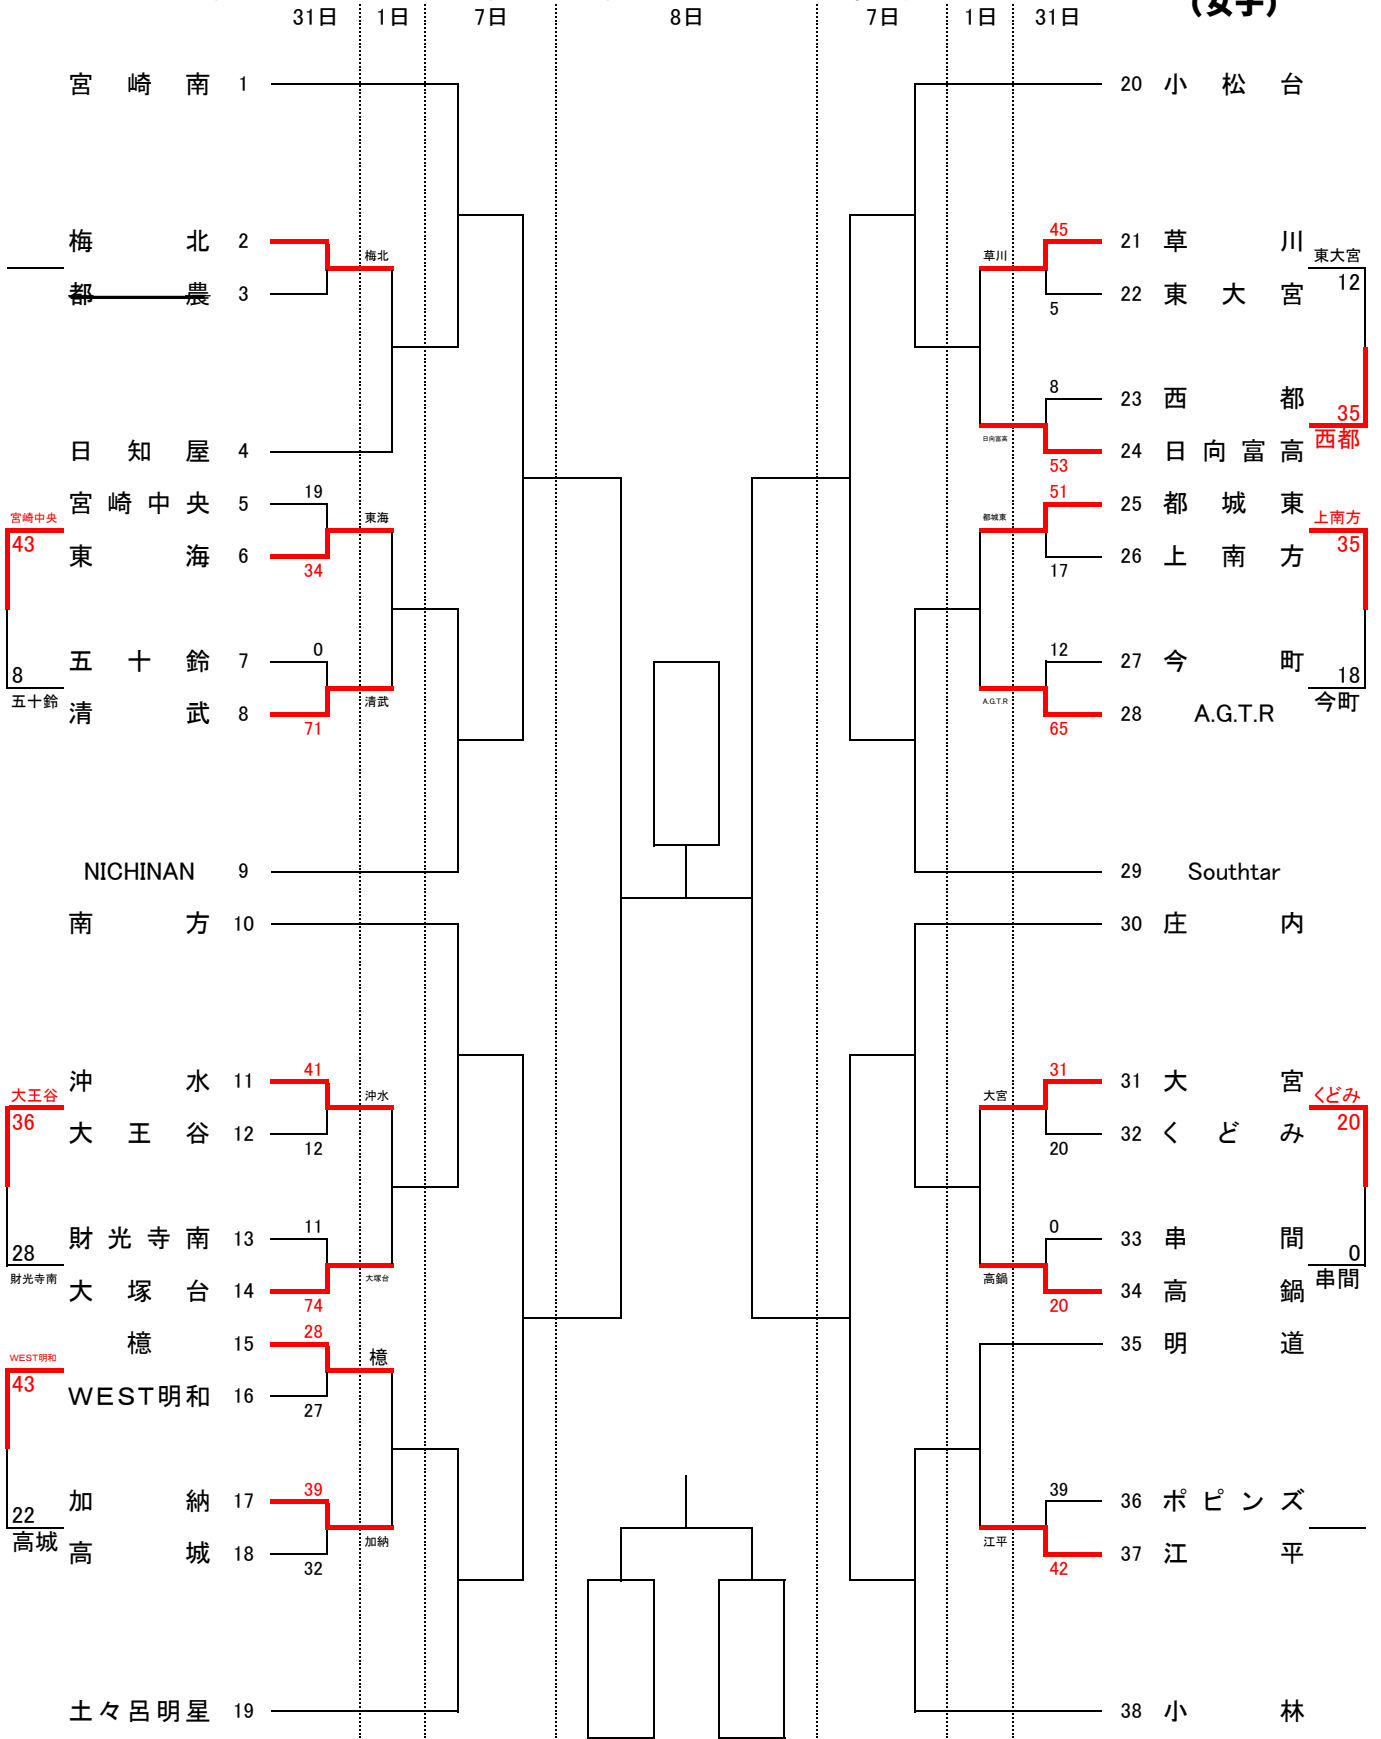 (女子)
31日 1日 7日 8日 7日 1日 31日
宮崎南 1
20 小松台
梅北 2
梅北
都農 3
45
草川
21 草川
22 東大宮
5
東大宮
12
8
23 西都
日向富高
24 日向富高
53
35
西都
日知屋 4
宮崎中央 5
19
東海
東海 6
34
宮崎中央
43
51
都城東
25 都城東
26 上南方
17
上南方
35
五十鈴 7
0
清武
清武 8
71
8
五十鈴
12
27 今町
A.G.T.R
28 A.G.T.R
65
18
今町
NICHINAN 9
29 Southtar
南方 10
30 庄内
沖水 11
41
沖水
大王谷 12
12
大王谷
36
31
大宮
31 大宮
32 くどみ
20
くどみ
20
財光寺南 13
11
大塚台
大塚台 14
74
28
財光寺南
0
33 串間
高鍋
34 高鍋
20
0
串間
檍 15
28
檍
WEST明和 16
27
WEST明和
43
35 明道
加納 17
39
加納
高城 18
32
22
高城
39
36 ポピンズ
江平
37 江平
42
土々呂明星 19
38 小林